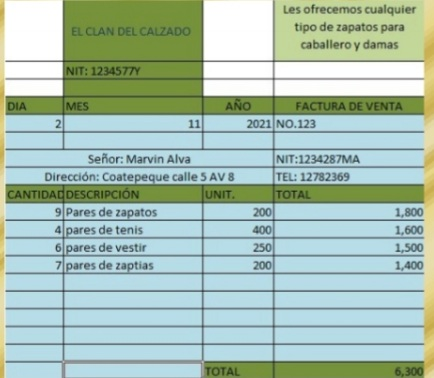 Les ofrecemos cualquier
tipo de zapatos para
caballero y damas
EL CLAN DEL CALZADO
NIT: 1234577Y
DIA MES AÑO FACTURA DE VENTA
2 11 2021 NO.123
Señor: Marvin Alva NIT:1234287MA
Dirección: Coatepeque calle 5 AV 8 TEL: 12782369
CANTIDAD DESCRIPCIÓN UNIT. TOTAL
9 Pares de zapatos 200 1,800
4 pares de tenis 400 1,600
6 pares de vestir 250 1,500
7 pares de zaptias 200 1,400
TOTAL 6,300